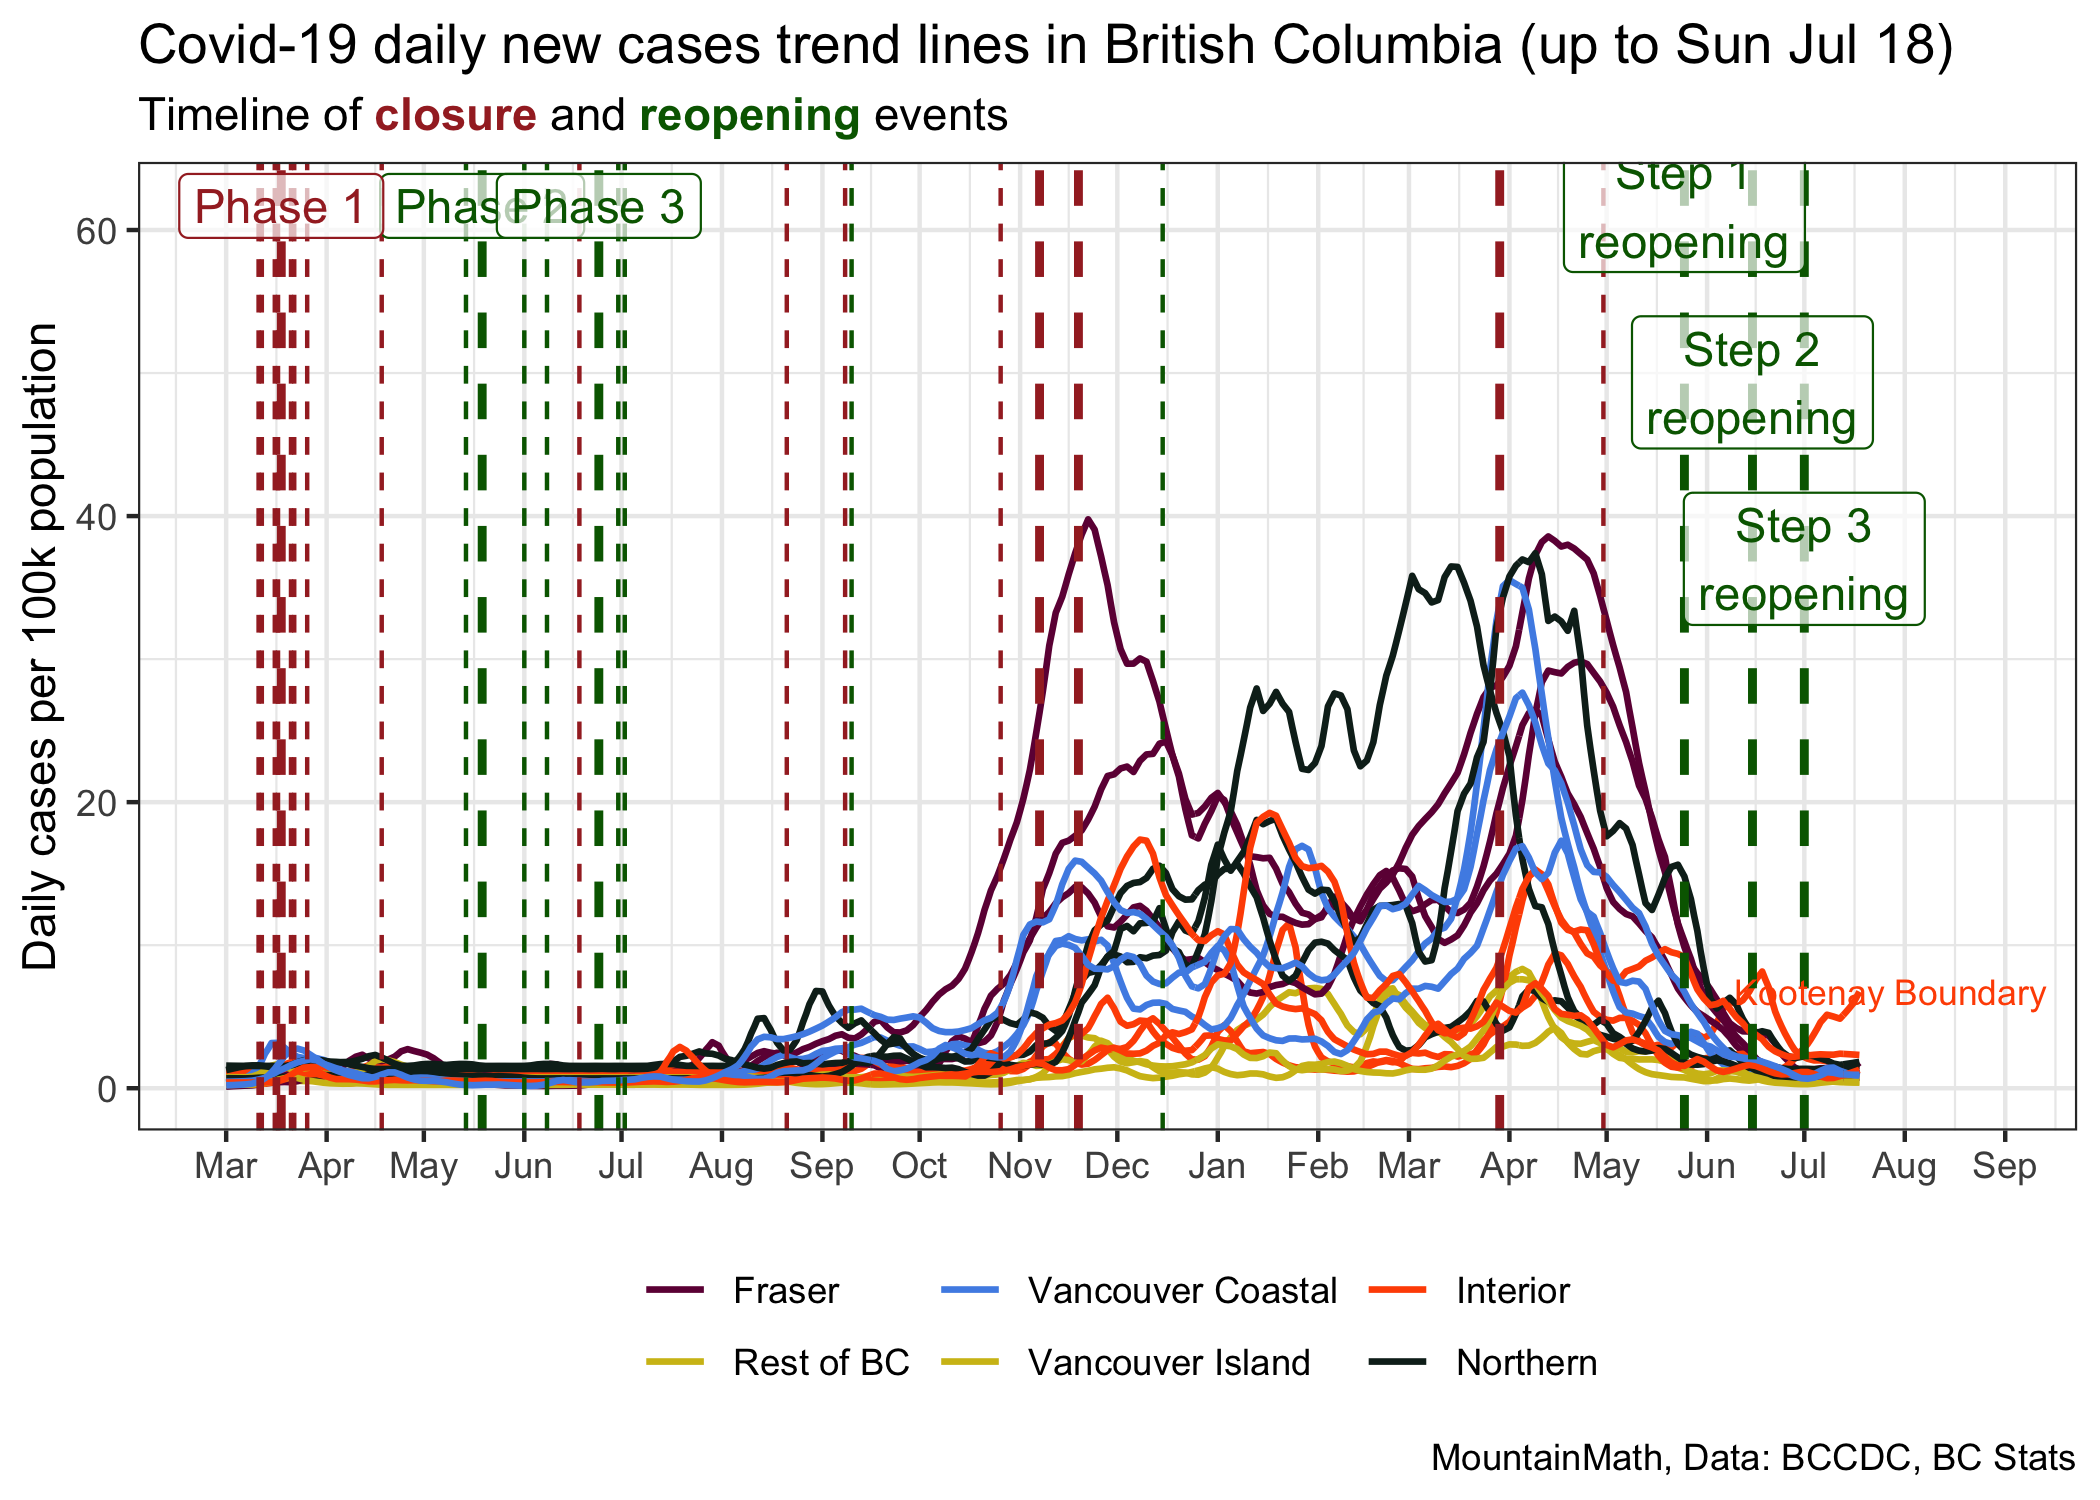 Covid-19 daily new cases trend lines in British Columbia (up to Sun Jul 18)
Timeline of closure and reopening events
Daily cases per 100k population
60
40
20
0
Phase 1
Phase 2
Phase 3
Step 1
reopening
Step 2
reopening
Step 3
reopening
Kootenay Boundary
Mar Apr May Jun Jul Aug Sep Oct Nov Dec Jan Feb Mar Apr May Jun Jul Aug Sep
Fraser Vancouver Coastal Interior
Rest of BC Vancouver Island Northern
MountainMath, Data: BCCDC, BC Stats